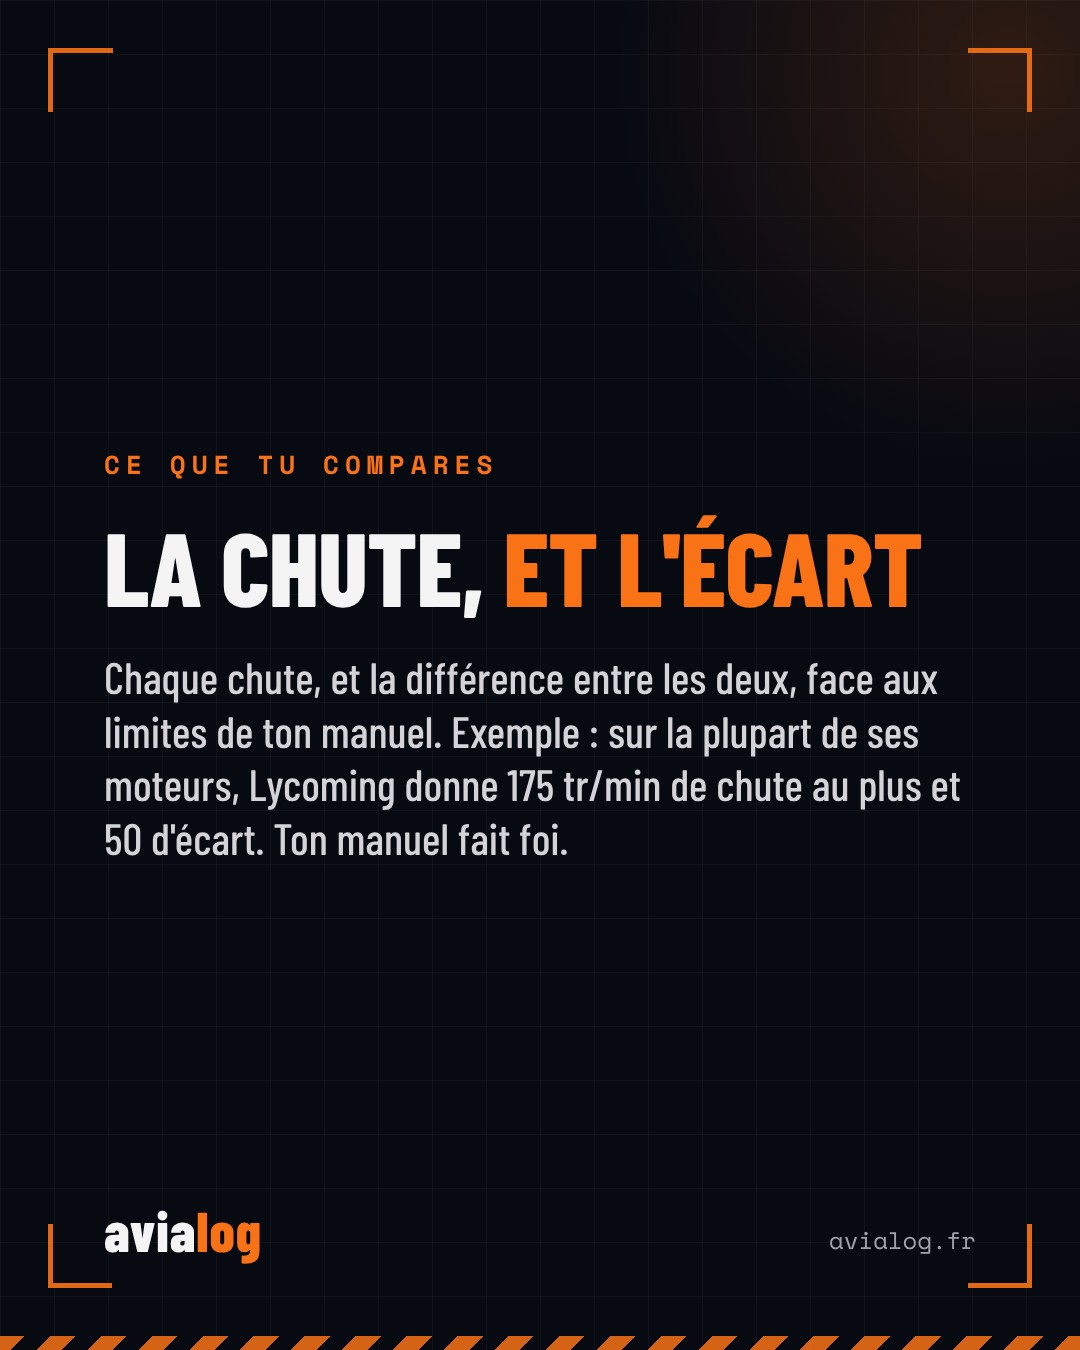 CE QUE TU COMPARES
LA CHUTE, ET L'ÉCART
Chaque chute, et la différence entre les deux, face aux
limites de ton manuel. Exemple : sur la plupart de ses
moteurs, Lycoming donne 175 tr/min de chute au plus et
50 d'écart. Ton manuel fait foi.
avialog
avialog.fr